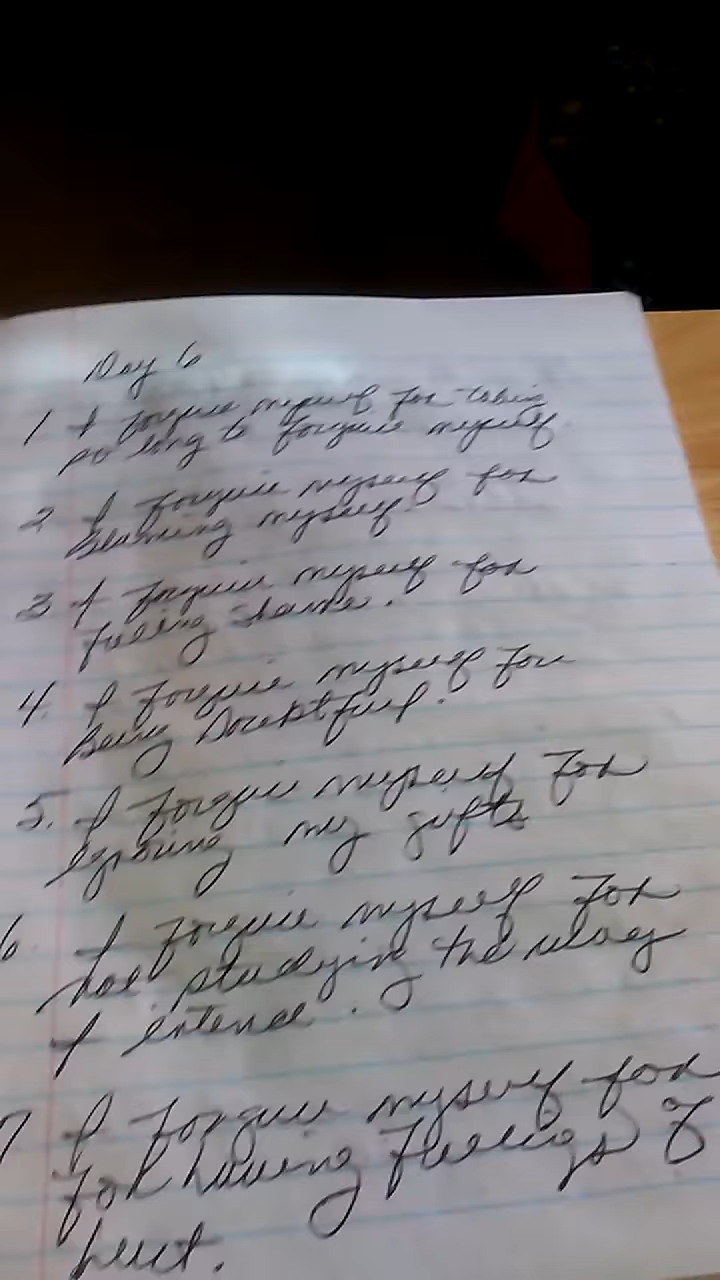 Day 6
1 I forgive myself for taking
so long to forgive myself.
2 I forgive myself for
blaming myself.
3 I forgive myself for
feeling shame.
4. I forgive myself for
being Doubtful.
5. I forgive myself for
ignoring my gifts
6. I forgive myself for
not studying the way
I intend.
7 I forgive myself for
for having feelings of
hurt.